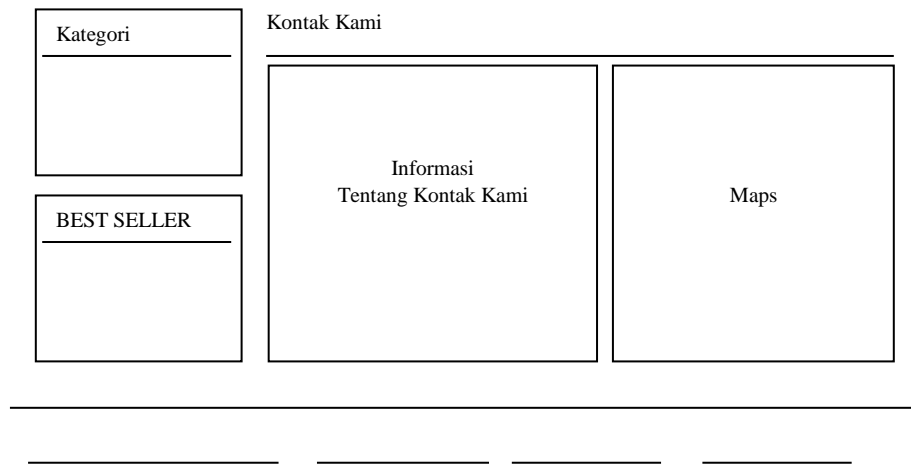 Kategori
BEST SELLER
Kontak Kami
Informasi
Tentang Kontak Kami
Maps